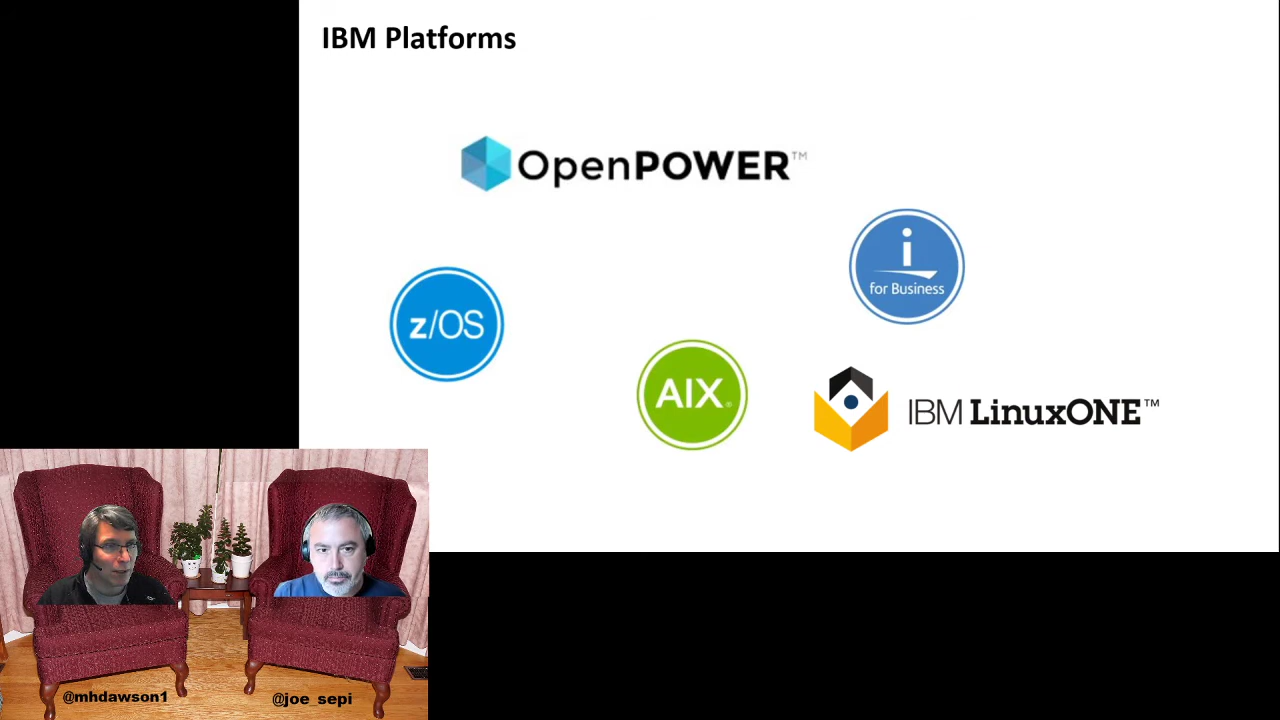 IBM Platforms
OpenPOWER™
i
for Business
z/OS
AIX®
IBM LinuxONE™
@mhdawson1
@joe_sepi